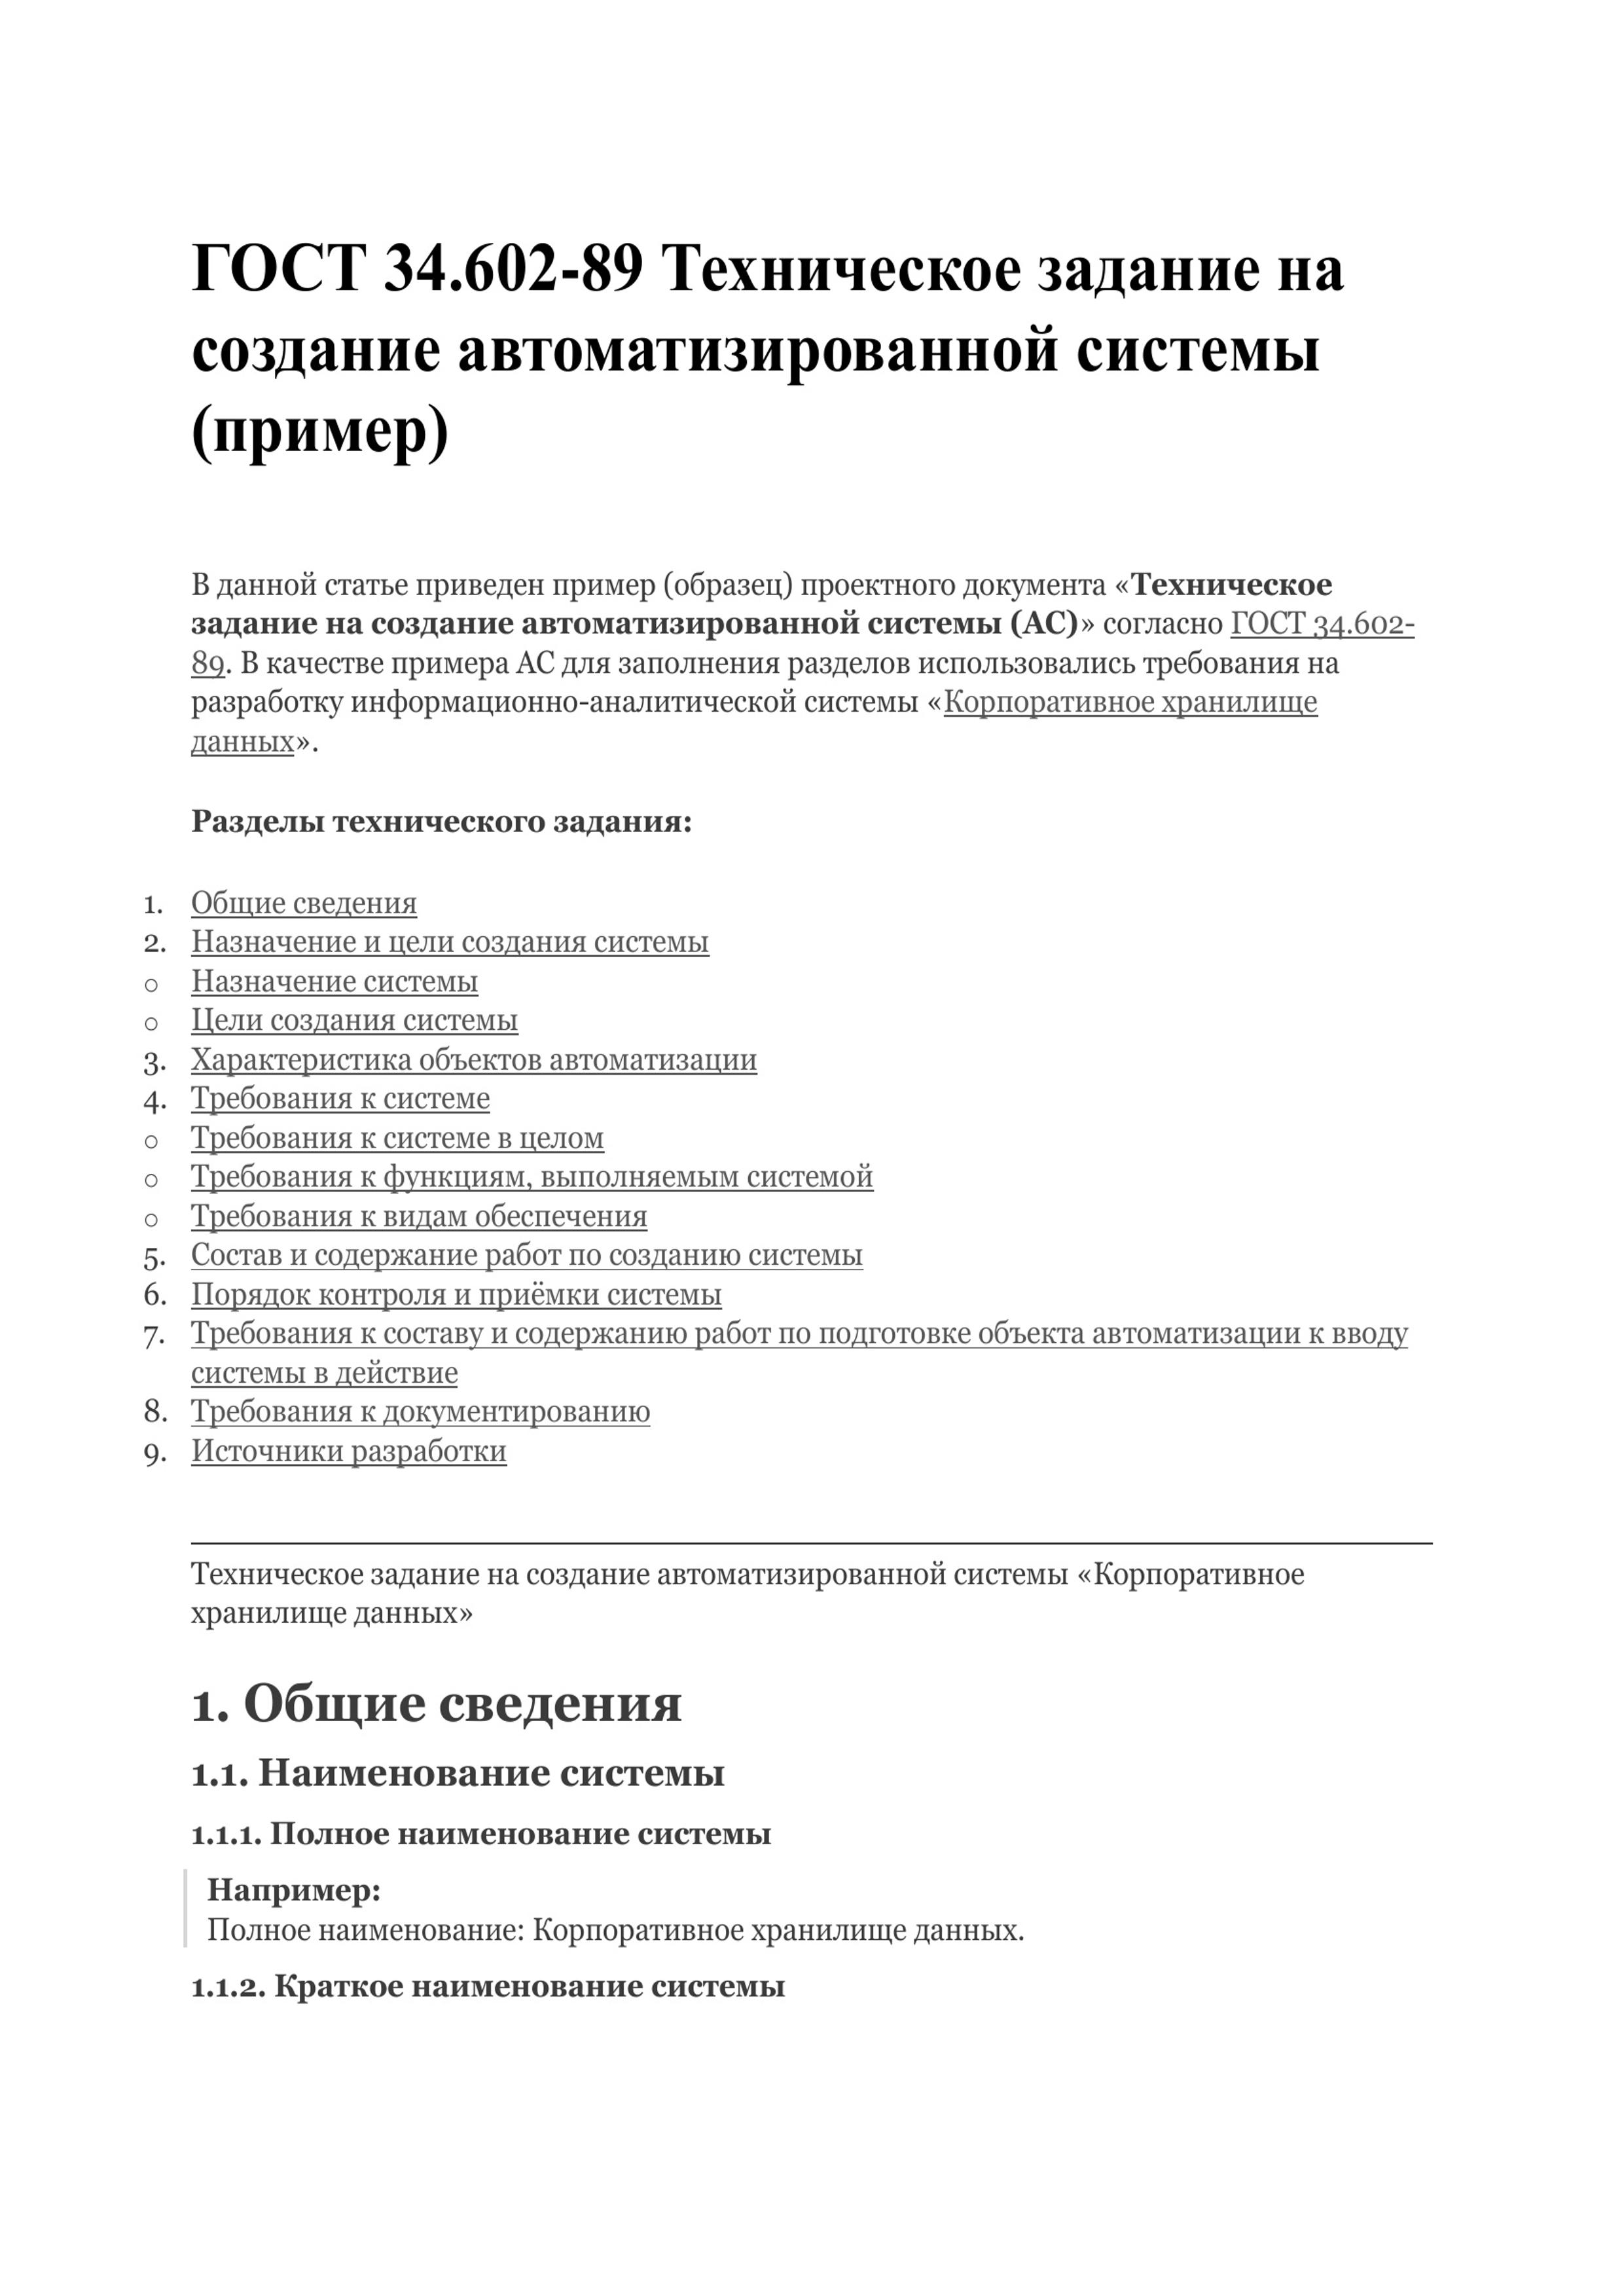 ГОСТ 34.602-89 Техническое задание на
создание автоматизированной системы
(пример)
В данной статье приведен пример (образец) проектного документа «Техническое
задание на создание автоматизированной системы (АС)» согласно ГОСТ 34.602-
89. В качестве примера АС для заполнения разделов использовались требования на
разработку информационно-аналитической системы «Корпоративное хранилище
данных».
Разделы технического задания:
1. Общие сведения
2. Назначение и цели создания системы
○ Назначение системы
○ Цели создания системы
3. Характеристика объектов автоматизации
4. Требования к системе
○ Требования к системе в целом
○ Требования к функциям, выполняемым системой
○ Требования к видам обеспечения
5. Состав и содержание работ по созданию системы
6. Порядок контроля и приёмки системы
7. Требования к составу и содержанию работ по подготовке объекта автоматизации к вводу
системы в действие
8. Требования к документированию
9. Источники разработки
Техническое задание на создание автоматизированной системы «Корпоративное
хранилище данных»
1. Общие сведения
1.1. Наименование системы
1.1.1. Полное наименование системы
Например:
Полное наименование: Корпоративное хранилище данных.
1.1.2. Краткое наименование системы